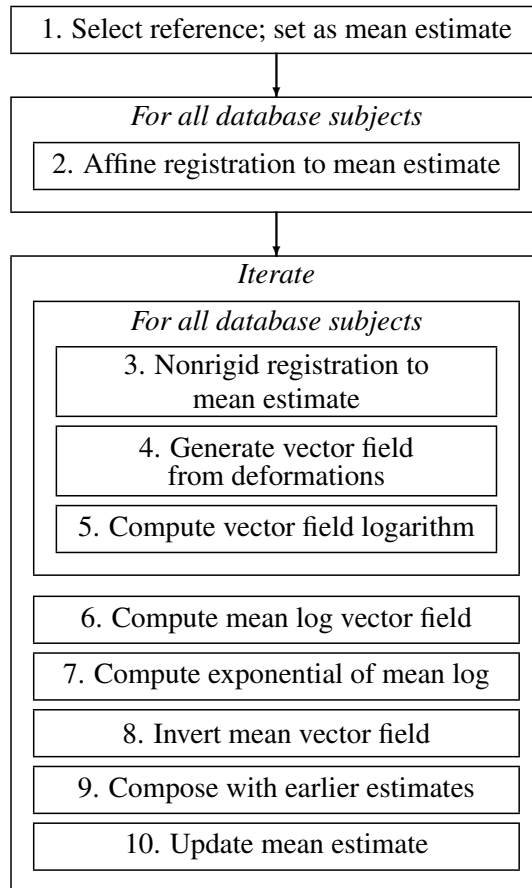 1. Select reference; set as mean estimate
For all database subjects
2. Affine registration to mean estimate
Iterate
For all database subjects
3. Nonrigid registration to
mean estimate
4. Generate vector field
from deformations
5. Compute vector field logarithm
6. Compute mean log vector field
7. Compute exponential of mean log
8. Invert mean vector field
9. Compose with earlier estimates
10. Update mean estimate